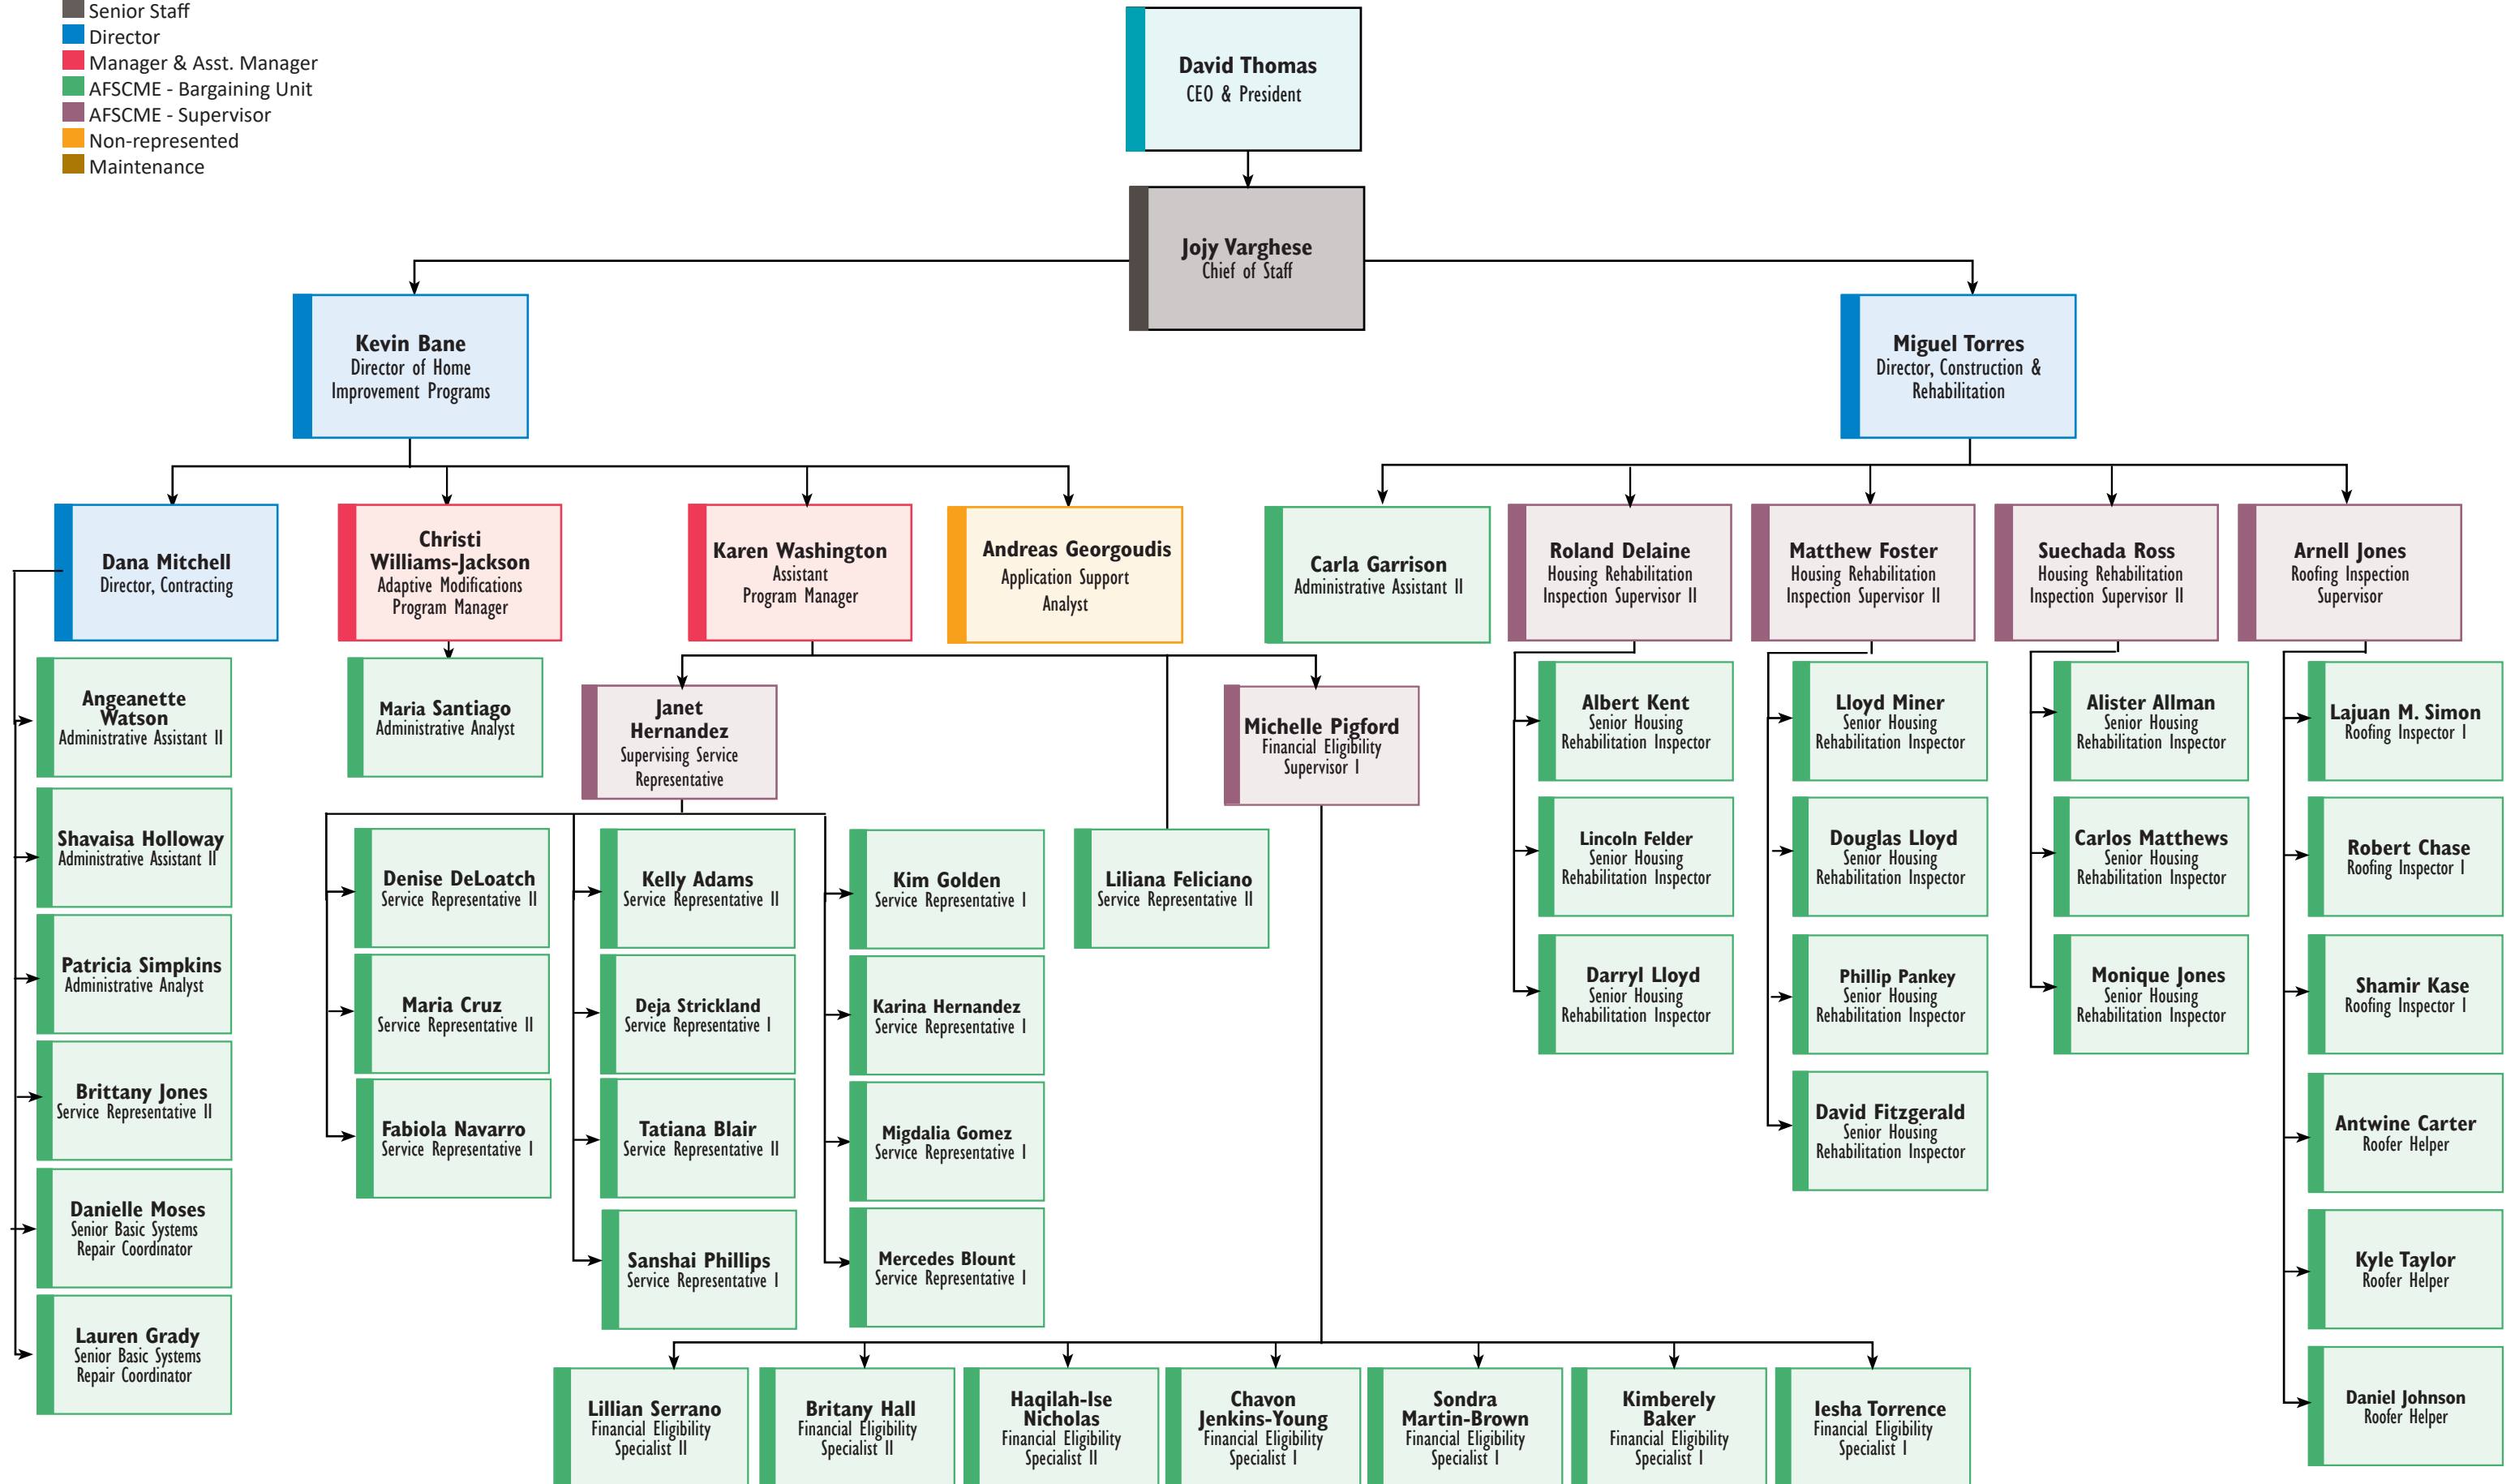 Senior Staff
Director
Manager & Asst. Manager
AFSCME - Bargaining Unit
AFSCME - Supervisor
Non-represented
Maintenance
David Thomas
CEO & President
Jojy Varghese
Chief of Staff
Kevin Bane
Director of Home
Improvement Programs
Miguel Torres
Director, Construction &
Rehabilitation
Dana Mitchell
Director, Contracting
Christi
Williams-Jackson
Adaptive Modifications
Program Manager
Karen Washington
Assistant
Program Manager
Andreas Georgoudis
Application Support
Analyst
Carla Garrison
Administrative Assistant II
Roland Delaine
Housing Rehabilitation
Inspection Supervisor II
Matthew Foster
Housing Rehabilitation
Inspection Supervisor II
Suechada Ross
Housing Rehabilitation
Inspection Supervisor II
Arnell Jones
Roofing Inspection
Supervisor
Angeanette
Watson
Administrative Assistant II
Shavaisa Holloway
Administrative Assistant II
Patricia Simpkins
Administrative Analyst
Brittany Jones
Service Representative II
Danielle Moses
Senior Basic Systems
Repair Coordinator
Lauren Grady
Senior Basic Systems
Repair Coordinator
Maria Santiago
Administrative Analyst
Janet
Hernandez
Supervising Service
Representative
Michelle Pigford
Financial Eligibility
Supervisor I
Denise DeLoatch
Service Representative II
Maria Cruz
Service Representative II
Fabiola Navarro
Service Representative I
Kelly Adams
Service Representative II
Deja Strickland
Service Representative I
Tatiana Blair
Service Representative II
Sanshai Phillips
Service Representative I
Kim Golden
Service Representative I
Karina Hernandez
Service Representative I
Migdalia Gomez
Service Representative I
Mercedes Blount
Service Representative I
Liliana Feliciano
Service Representative II
Lillian Serrano
Financial Eligibility
Specialist II
Britany Hall
Financial Eligibility
Specialist II
Haqilah-Ise
Nicholas
Financial Eligibility
Specialist II
Chavon
Jenkins-Young
Financial Eligibility
Specialist I
Sondra
Martin-Brown
Financial Eligibility
Specialist I
Kimberely
Baker
Financial Eligibility
Specialist I
Iesha Torrence
Financial Eligibility
Specialist I
Albert Kent
Senior Housing
Rehabilitation Inspector
Lincoln Felder
Senior Housing
Rehabilitation Inspector
Darryl Lloyd
Senior Housing
Rehabilitation Inspector
Lloyd Miner
Senior Housing
Rehabilitation Inspector
Douglas Lloyd
Senior Housing
Rehabilitation Inspector
Phillip Pankey
Senior Housing
Rehabilitation Inspector
David Fitzgerald
Senior Housing
Rehabilitation Inspector
Alister Allman
Senior Housing
Rehabilitation Inspector
Carlos Matthews
Senior Housing
Rehabilitation Inspector
Monique Jones
Senior Housing
Rehabilitation Inspector
Lajuan M. Simon
Roofing Inspector I
Robert Chase
Roofing Inspector I
Shamir Kase
Roofing Inspector I
Antwine Carter
Roofer Helper
Kyle Taylor
Roofer Helper
Daniel Johnson
Roofer Helper